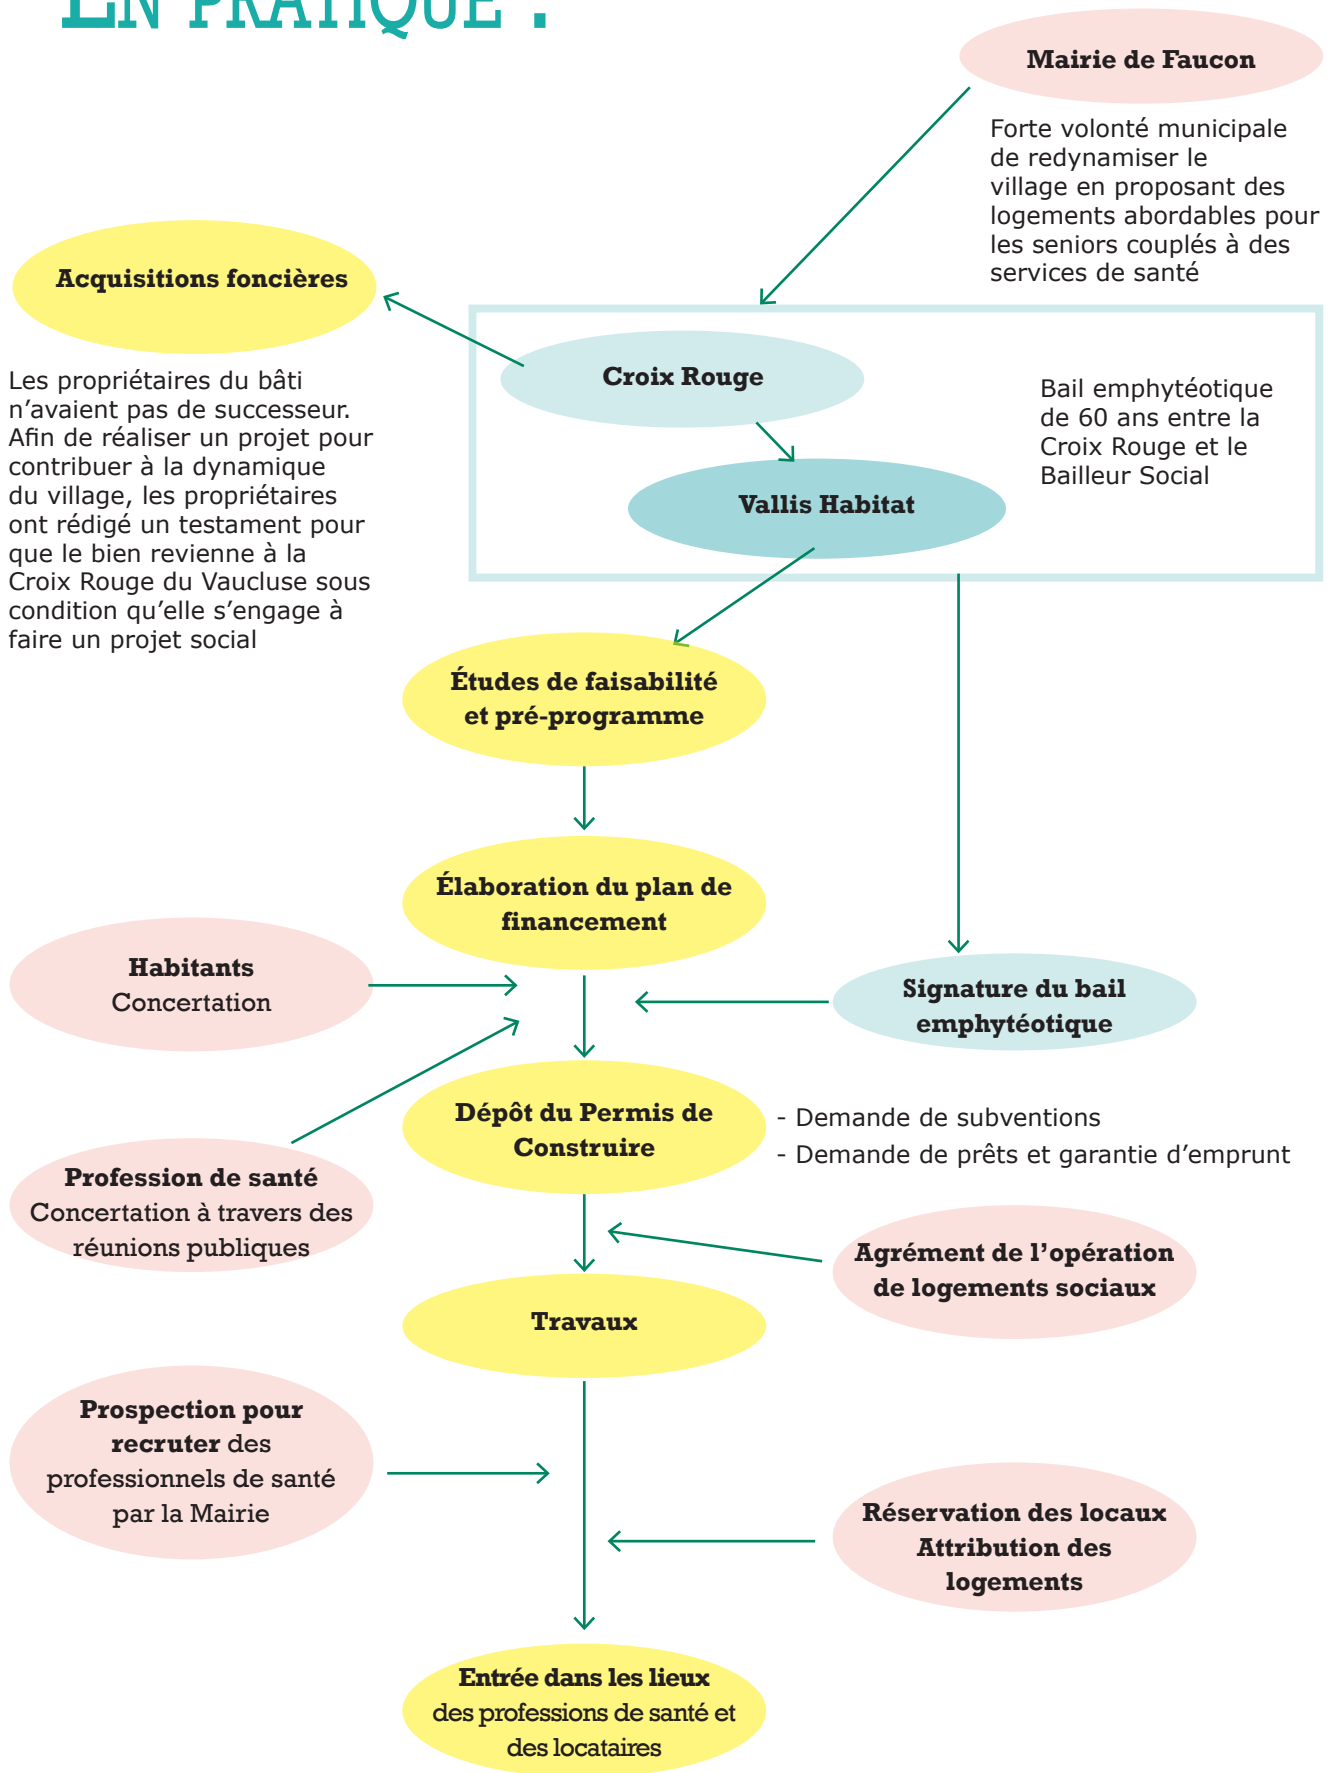 EN PRATIQUE :
Mairie de Faucon
Forte volonté municipale
de redynamiser le
village en proposant des
logements abordables pour
les seniors couplés à des
services de santé
Acquisitions foncières
Les propriétaires du bâti
n’avaient pas de successeur.
Afin de réaliser un projet pour
contribuer à la dynamique
du village, les propriétaires
ont rédigé un testament pour
que le bien revienne à la
Croix Rouge du Vaucluse sous
condition qu’elle s’engage à
faire un projet social
Croix Rouge
Vallis Habitat
Bail emphytéotique
de 60 ans entre la
Croix Rouge et le
Bailleur Social
Études de faisabilité
et pré-programme
Élaboration du plan de
financement
Habitants
Concertation
Signature du bail
emphytéotique
Dépôt du Permis de
Construire
- Demande de subventions
- Demande de prêts et garantie d’emprunt
Profession de santé
Concertation à travers des
réunions publiques
Agrément de l’opération
de logements sociaux
Travaux
Prospection pour
recruter des
professionnels de santé
par la Mairie
Réservation des locaux
Attribution des
logements
Entrée dans les lieux
des professions de santé et
des locataires